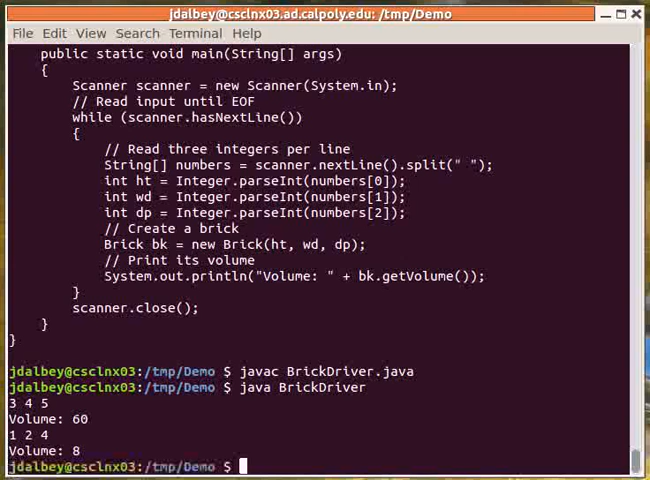 jdalbey@csclnx03.ad.calpoly.edu: /tmp/Demo
File Edit View Search Terminal Help
public static void main(String[] args)
{
Scanner scanner = new Scanner(System.in);
// Read input until EOF
while (scanner.hasNextLine())
{
// Read three integers per line
String[] numbers = scanner.nextLine().split(" ");
int ht = Integer.parseInt(numbers[0]);
int wd = Integer.parseInt(numbers[1]);
int dp = Integer.parseInt(numbers[2]);
// Create a brick
Brick bk = new Brick(ht, wd, dp);
// Print its volume
System.out.println("Volume: " + bk.getVolume());
}
scanner.close();
}
}
jdalbey@csclnx03:/tmp/Demo $ javac BrickDriver.java
jdalbey@csclnx03:/tmp/Demo $ java BrickDriver
3 4 5
Volume: 60
1 2 4
Volume: 8
jdalbey@csclnx03:/tmp/Demo $